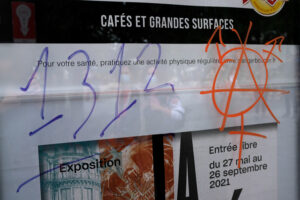 CAFÉS ET GRANDES SURFACES
Pour votre santé, pratiquez une activité physique régulière
1312
Exposition
Entrée libre
du 27 mai au
26 septembre
2021